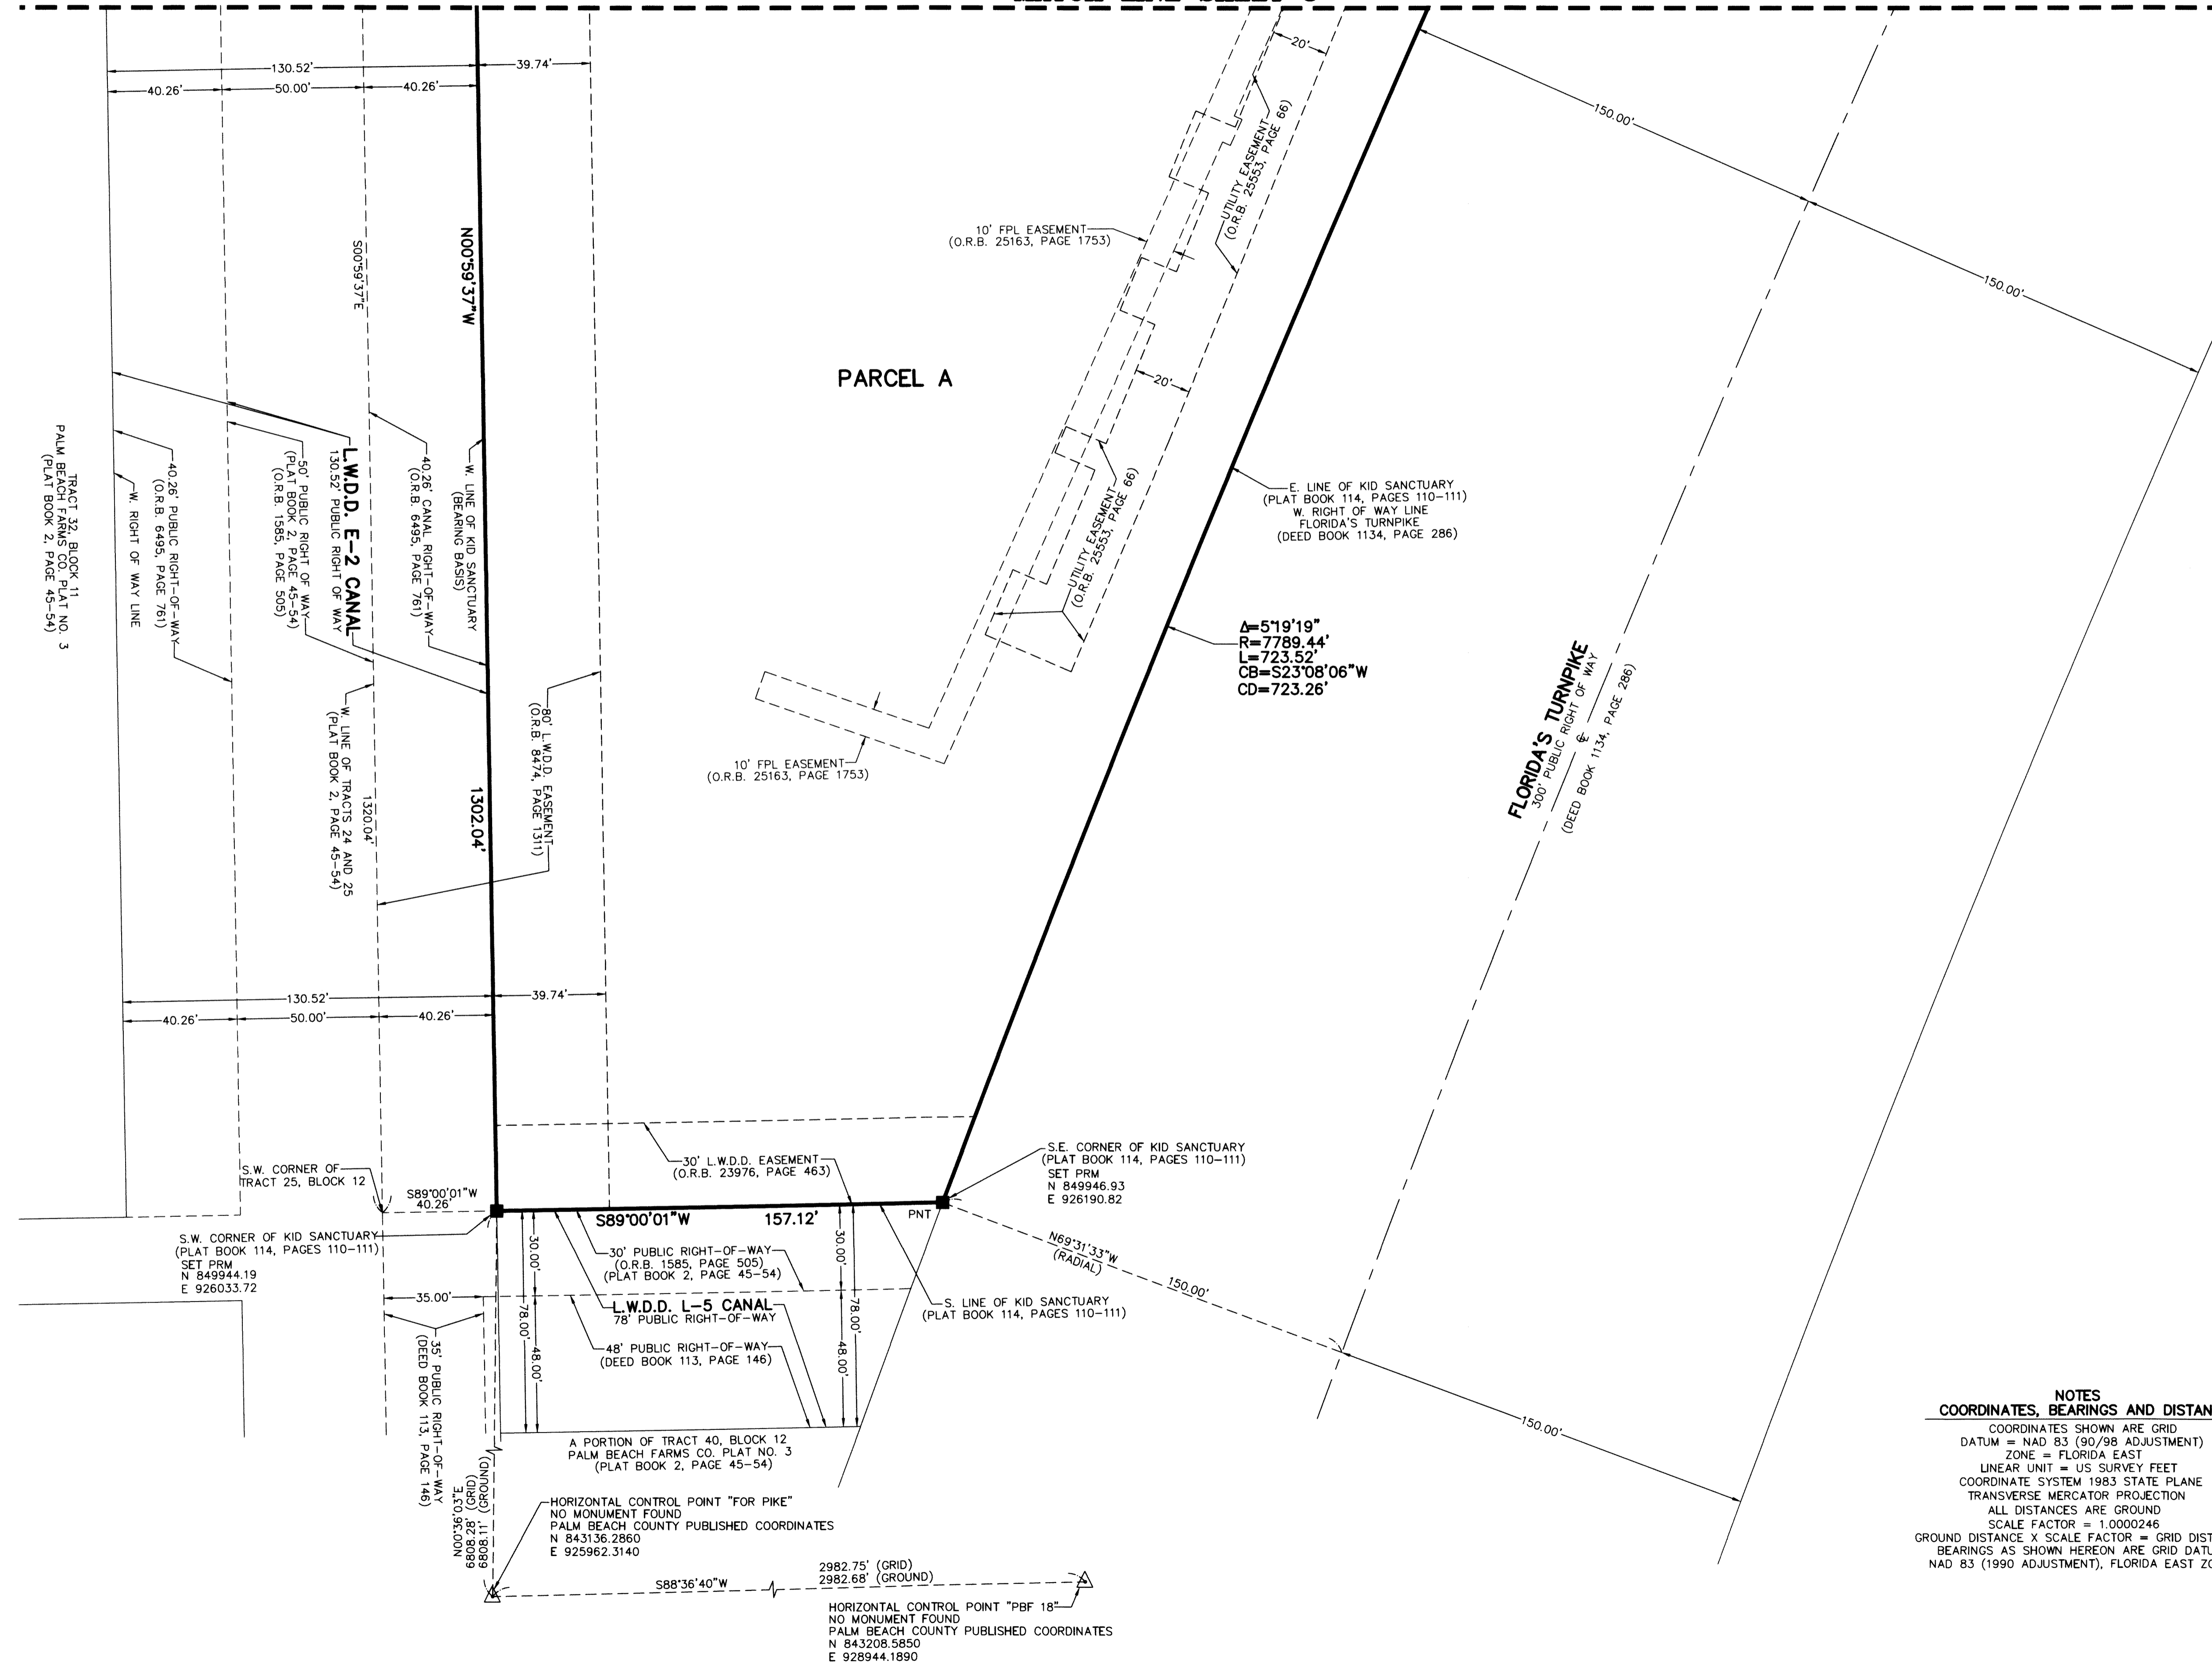 130.52'
39.74'
40.26'
50.00'
40.26'
20'
150.00'
150.00'
S00°59'37"E
N00°59'37"W
10' FPL EASEMENT
(O.R.B. 25163, PAGE 1753)
UTILITY EASEMENT
(O.R.B. 25553, PAGE 66)
PARCEL A
20'
TRACT 32, BLOCK 11
PALM BEACH FARMS CO. PLAT NO. 3
(PLAT BOOK 2, PAGE 45-54)
W. RIGHT OF WAY LINE
40.26' PUBLIC RIGHT-OF-WAY
(O.R.B. 6495, PAGE 761)
50' PUBLIC RIGHT OF WAY
(PLAT BOOK 2, PAGE 45-54)
(O.R.B. 1585, PAGE 505)
L.W.D.D. E-2 CANAL
130.52' PUBLIC RIGHT OF WAY
40.26' CANAL RIGHT-OF-WAY
(O.R.B. 6495, PAGE 761)
W. LINE OF KID SANCTUARY
(BEARING BASIS)
UTILITY EASEMENT
(O.R.B. 25553, PAGE 66)
E. LINE OF KID SANCTUARY
(PLAT BOOK 114, PAGES 110-111)
W. RIGHT OF WAY LINE
FLORIDA'S TURNPIKE
(DEED BOOK 1134, PAGE 286)
Δ=5°19'19"
R=7789.44'
L=723.52'
CB=S23°08'06"W
CD=723.26'
FLORIDA'S TURNPIKE
300' PUBLIC RIGHT OF WAY
(DEED BOOK 1134, PAGE 286)
W. LINE OF TRACTS 24 AND 25
(PLAT BOOK 2, PAGE 45-54)
1320.04'
1302.04'
80' L.W.D.D. EASEMENT
(O.R.B. 8474, PAGE 1311)
10' FPL EASEMENT
(O.R.B. 25163, PAGE 1753)
130.52'
39.74'
40.26'
50.00'
40.26'
S.W. CORNER OF
TRACT 25, BLOCK 12
S89°00'01"W
40.26'
30' L.W.D.D. EASEMENT
(O.R.B. 23976, PAGE 463)
S.E. CORNER OF KID SANCTUARY
(PLAT BOOK 114, PAGES 110-111)
SET PRM
N 849946.93
E 926190.82
S89°00'01"W
157.12'
PNT
S.W. CORNER OF KID SANCTUARY
(PLAT BOOK 114, PAGES 110-111)
SET PRM
N 849944.19
E 926033.72
30.00'
78.00'
48.00'
30' PUBLIC RIGHT-OF-WAY
(O.R.B. 1585, PAGE 505)
(PLAT BOOK 2, PAGE 45-54)
30.00'
78.00'
48.00'
N69°31'33"W
(RADIAL)
150.00'
35.00'
L.W.D.D. L-5 CANAL
78' PUBLIC RIGHT-OF-WAY
S. LINE OF KID SANCTUARY
(PLAT BOOK 114, PAGES 110-111)
48' PUBLIC RIGHT-OF-WAY
(DEED BOOK 113, PAGE 146)
35' PUBLIC RIGHT-OF-WAY
(DEED BOOK 113, PAGE 146)
150.00'
A PORTION OF TRACT 40, BLOCK 12
PALM BEACH FARMS CO. PLAT NO. 3
(PLAT BOOK 2, PAGE 45-54)
N00°36'03"E
6808.28' (GRID)
6808.11' (GROUND)
HORIZONTAL CONTROL POINT "FOR PIKE"
NO MONUMENT FOUND
PALM BEACH COUNTY PUBLISHED COORDINATES
N 843136.2860
E 925962.3140
S88°36'40"W
2982.75' (GRID)
2982.68' (GROUND)
HORIZONTAL CONTROL POINT "PBF 18"
NO MONUMENT FOUND
PALM BEACH COUNTY PUBLISHED COORDINATES
N 843208.5850
E 928944.1890
NOTES
COORDINATES, BEARINGS AND DISTAN
COORDINATES SHOWN ARE GRID
DATUM = NAD 83 (90/98 ADJUSTMENT)
ZONE = FLORIDA EAST
LINEAR UNIT = US SURVEY FEET
COORDINATE SYSTEM 1983 STATE PLANE
TRANSVERSE MERCATOR PROJECTION
ALL DISTANCES ARE GROUND
SCALE FACTOR = 1.0000246
GROUND DISTANCE X SCALE FACTOR = GRID DIST
BEARINGS AS SHOWN HEREON ARE GRID DATU
NAD 83 (1990 ADJUSTMENT), FLORIDA EAST ZO